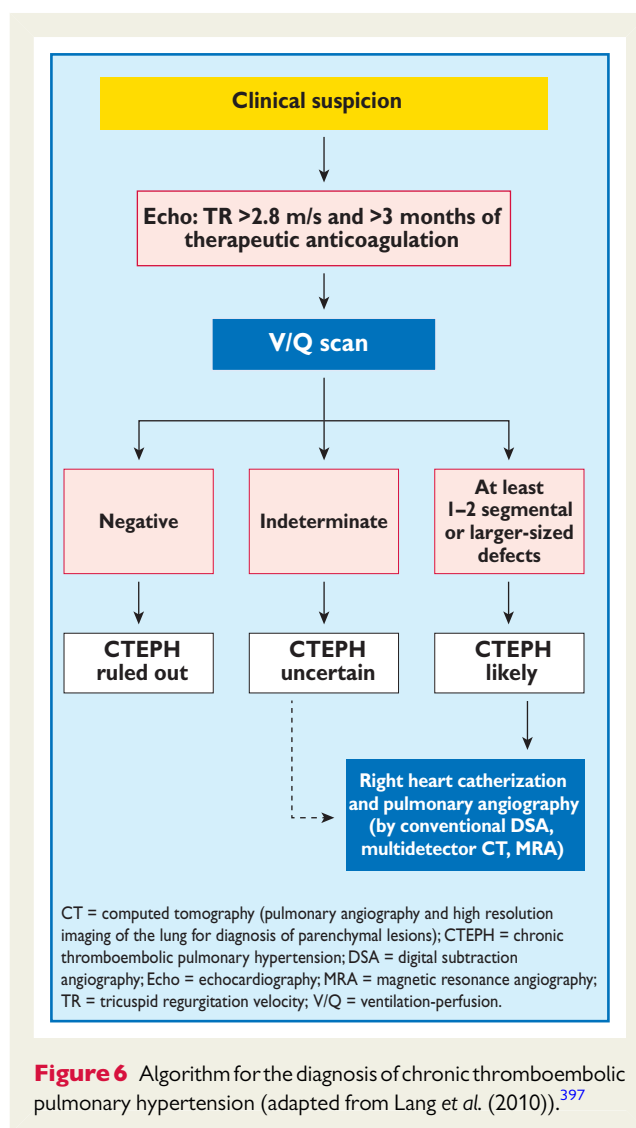 Clinical suspicion
Echo: TR >2.8 m/s and >3 months of
therapeutic anticoagulation
V/Q scan
Negative
Indeterminate
At least
1–2 segmental
or larger-sized
defects
CTEPH
ruled out
CTEPH
uncertain
CTEPH
likely
Right heart catherization
and pulmonary angiography
(by conventional DSA,
multidetector CT, MRA)
CT = computed tomography (pulmonary angiography and high resolution
imaging of the lung for diagnosis of parenchymal lesions); CTEPH = chronic
thromboembolic pulmonary hypertension; DSA = digital subtraction
angiography; Echo = echocardiography; MRA = magnetic resonance angiography;
TR = tricuspid regurgitation velocity; V/Q = ventilation-perfusion.
Figure 6 Algorithm for the diagnosis of chronic thromboembolic
pulmonary hypertension (adapted from Lang et al. (2010)).397